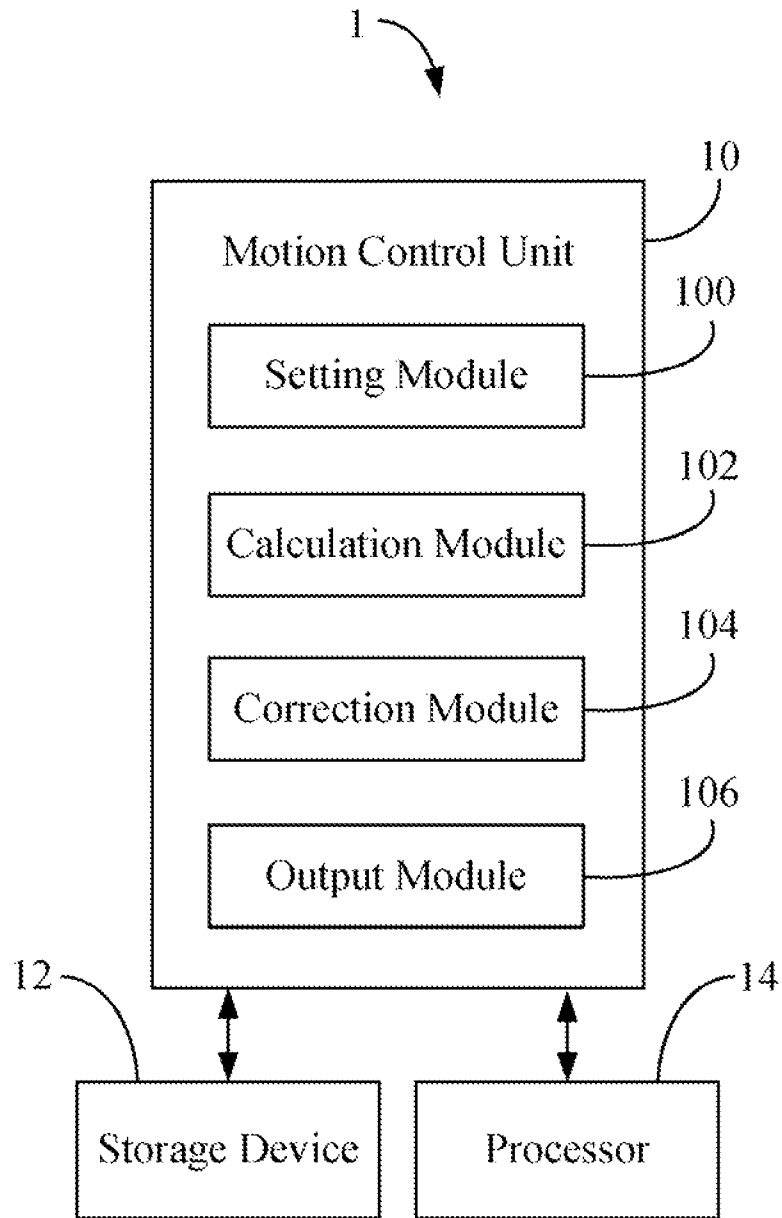 1
10
Motion Control Unit
100
Setting Module
102
Calculation Module
104
Correction Module
106
Output Module
12
14
Storage Device
Processor